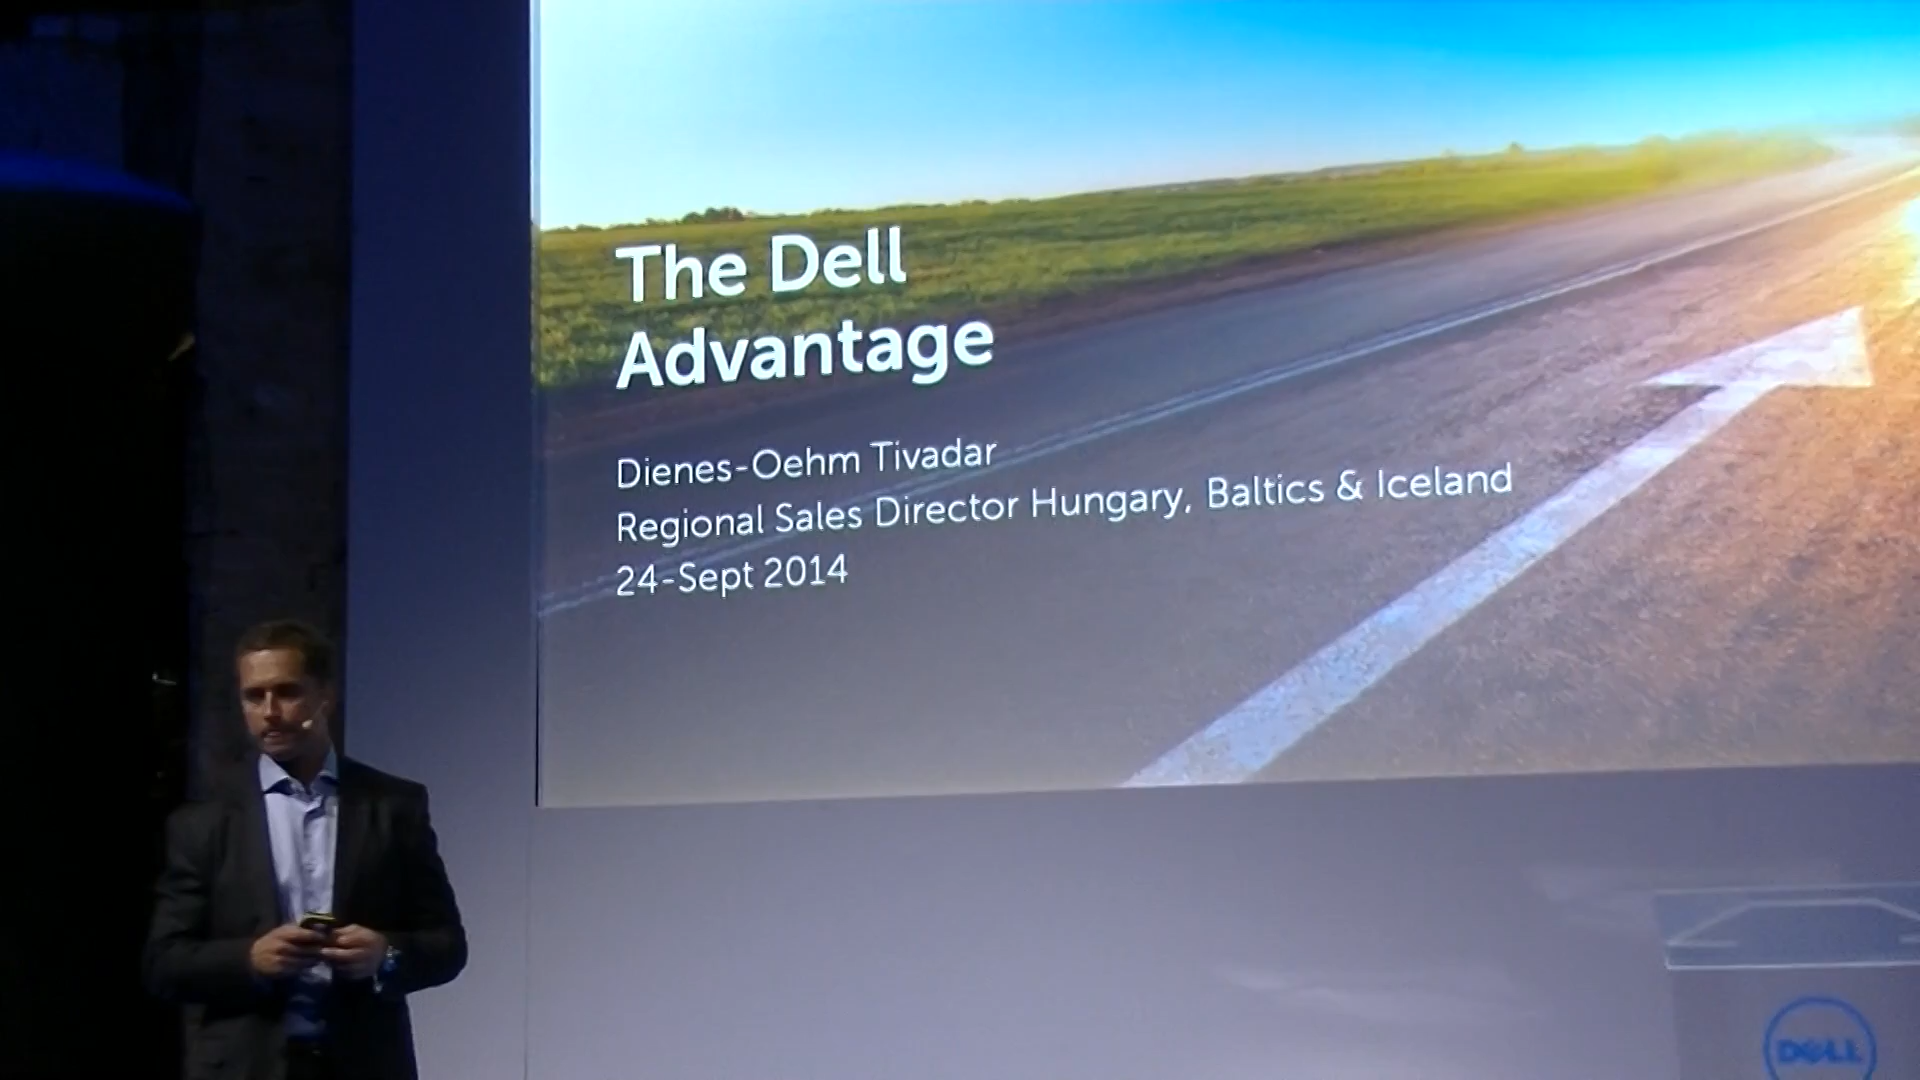 The Dell
Advantage
Dienes-Oehm Tivadar
Regional Sales Director Hungary, Baltics & Iceland
24-Sept 2014
DELL